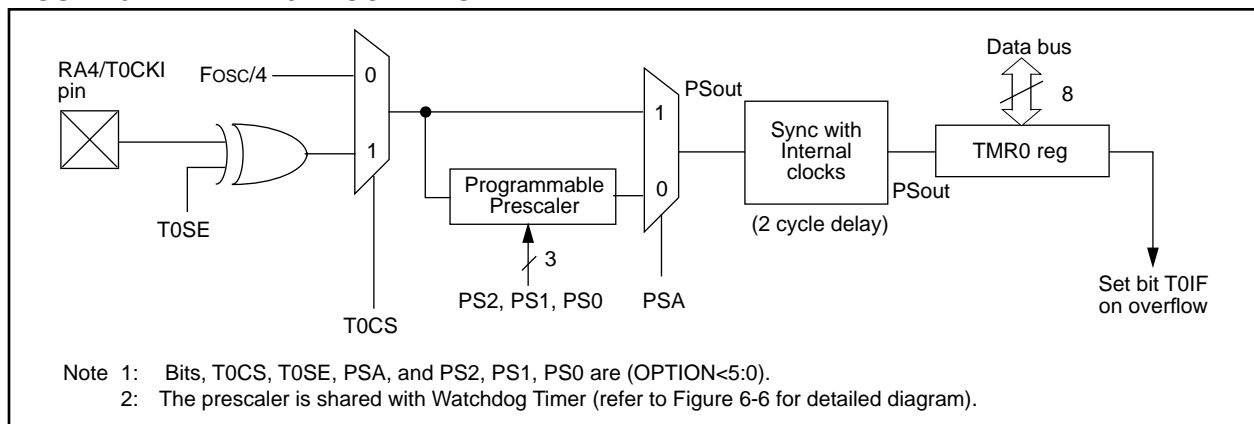 RA4/T0CKI
pin
FOSC/4
0
1
T0SE
T0CS
Programmable
Prescaler
3
PS2, PS1, PS0
1
0
PSA
PSout
Sync with
Internal
clocks
(2 cycle delay)
PSout
Data bus
8
TMR0 reg
Set bit T0IF
on overflow
Note 1: Bits, T0CS, T0SE, PSA, and PS2, PS1, PS0 are (OPTION<5:0).
2: The prescaler is shared with Watchdog Timer (refer to Figure 6-6 for detailed diagram).